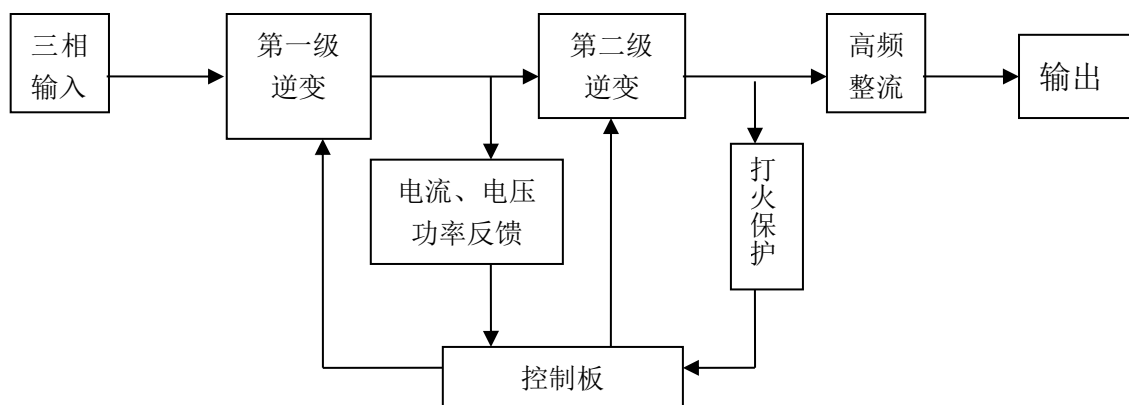 三相
输入
第一级
逆变
第二级
逆变
高频
整流
输出
电流、电压
功率反馈
打
火
保
护
控制板